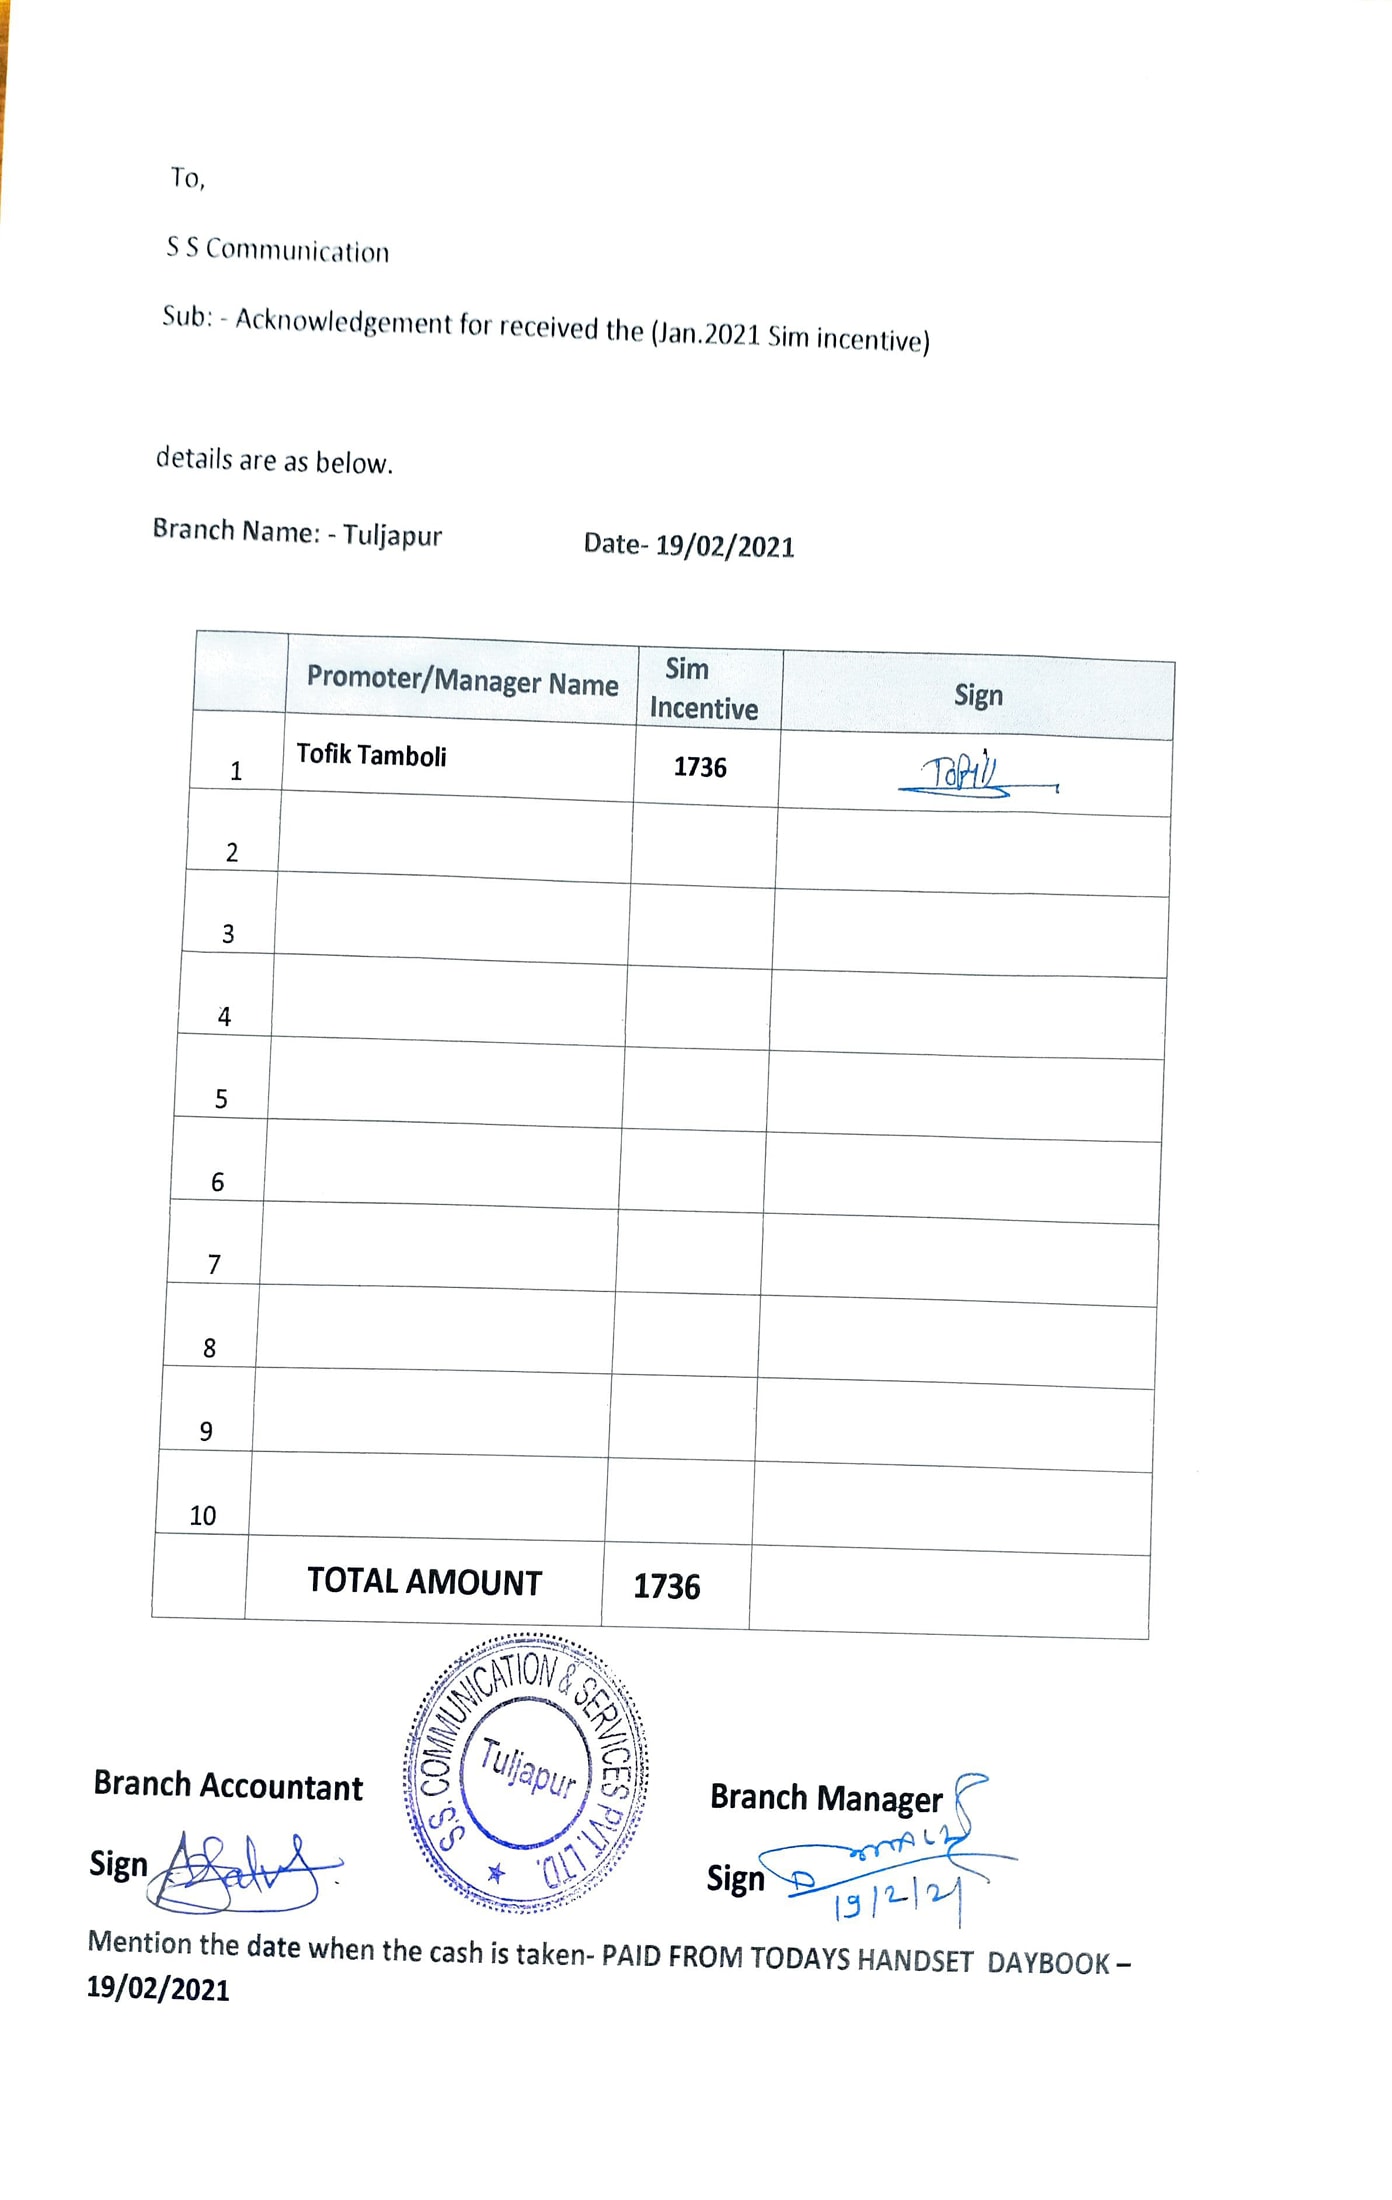 To,
S S Communication
Sub: - Acknowledgement for received the (Jan.2021 Sim incentive)
details are as below.
Branch Name: - Tuljapur Date- 19/02/2021
Promoter/Manager Name Sim Incentive Sign
1 Tofik Tamboli 1736
2
3
4
5
6
7
8
9
10
TOTAL AMOUNT 1736
S.S. COMMUNICATION & SERVICES PVT. LTD.
Tuljapur
Branch Accountant Branch Manager
Sign Sign
19/2/21
Mention the date when the cash is taken- PAID FROM TODAYS HANDSET DAYBOOK –
19/02/2021